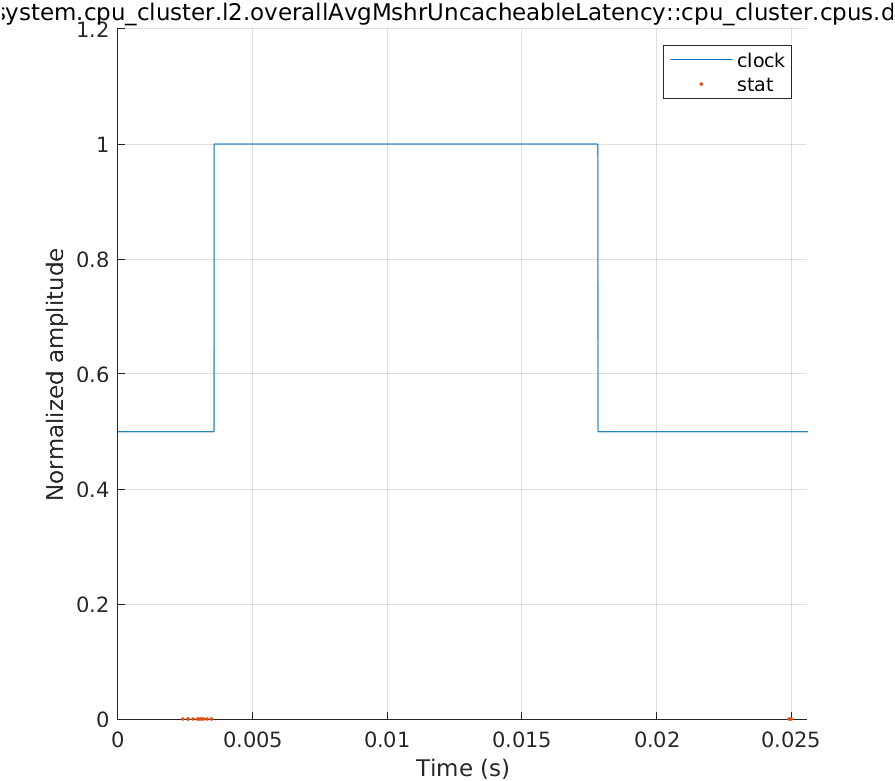 system.cpu_cluster.l2.overallAvgMshrUncacheableLatency::cpu_cluster.cpus.d
1.2
clock
stat
1
0.8
0.6
0.4
0.2
0
Normalized amplitude
0 0.005 0.01 0.015 0.02 0.025
Time (s)